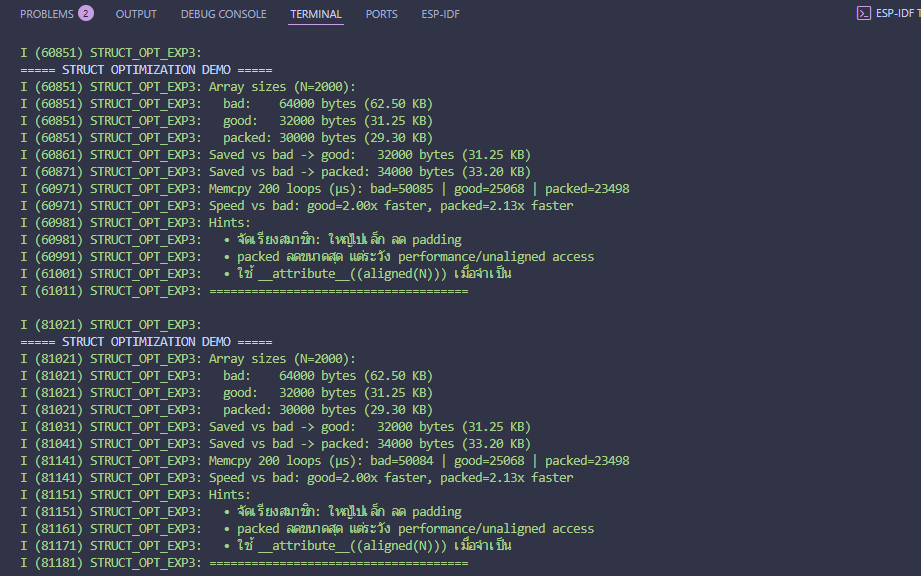 PROBLEMS 2 OUTPUT DEBUG CONSOLE TERMINAL PORTS ESP-IDF ESP-IDF T
I (60851) STRUCT_OPT_EXP3:
===== STRUCT OPTIMIZATION DEMO =====
I (60851) STRUCT_OPT_EXP3: Array sizes (N=2000):
I (60851) STRUCT_OPT_EXP3:   bad:    64000 bytes (62.50 KB)
I (60851) STRUCT_OPT_EXP3:   good:   32000 bytes (31.25 KB)
I (60851) STRUCT_OPT_EXP3:   packed: 30000 bytes (29.30 KB)
I (60861) STRUCT_OPT_EXP3: Saved vs bad -> good:   32000 bytes (31.25 KB)
I (60871) STRUCT_OPT_EXP3: Saved vs bad -> packed: 34000 bytes (33.20 KB)
I (60971) STRUCT_OPT_EXP3: Memcpy 200 loops (µs): bad=50085 | good=25068 | packed=23498
I (60971) STRUCT_OPT_EXP3: Speed vs bad: good=2.00x faster, packed=2.13x faster
I (60981) STRUCT_OPT_EXP3: Hints:
I (60981) STRUCT_OPT_EXP3:   • จัดเรียงสมาชิก: ใหญ่ไปเล็ก ลด padding
I (60991) STRUCT_OPT_EXP3:   • packed ลดขนาดสุด แต่ระวัง performance/unaligned access
I (61001) STRUCT_OPT_EXP3:   • ใช้ __attribute__((aligned(N))) เมื่อจำเป็น
I (61011) STRUCT_OPT_EXP3: =====================================
I (81021) STRUCT_OPT_EXP3:
===== STRUCT OPTIMIZATION DEMO =====
I (81021) STRUCT_OPT_EXP3: Array sizes (N=2000):
I (81021) STRUCT_OPT_EXP3:   bad:    64000 bytes (62.50 KB)
I (81021) STRUCT_OPT_EXP3:   good:   32000 bytes (31.25 KB)
I (81021) STRUCT_OPT_EXP3:   packed: 30000 bytes (29.30 KB)
I (81031) STRUCT_OPT_EXP3: Saved vs bad -> good:   32000 bytes (31.25 KB)
I (81041) STRUCT_OPT_EXP3: Saved vs bad -> packed: 34000 bytes (33.20 KB)
I (81141) STRUCT_OPT_EXP3: Memcpy 200 loops (µs): bad=50084 | good=25068 | packed=23498
I (81141) STRUCT_OPT_EXP3: Speed vs bad: good=2.00x faster, packed=2.13x faster
I (81151) STRUCT_OPT_EXP3: Hints:
I (81151) STRUCT_OPT_EXP3:   • จัดเรียงสมาชิก: ใหญ่ไปเล็ก ลด padding
I (81161) STRUCT_OPT_EXP3:   • packed ลดขนาดสุด แต่ระวัง performance/unaligned access
I (81171) STRUCT_OPT_EXP3:   • ใช้ __attribute__((aligned(N))) เมื่อจำเป็น
I (81181) STRUCT_OPT_EXP3: =====================================